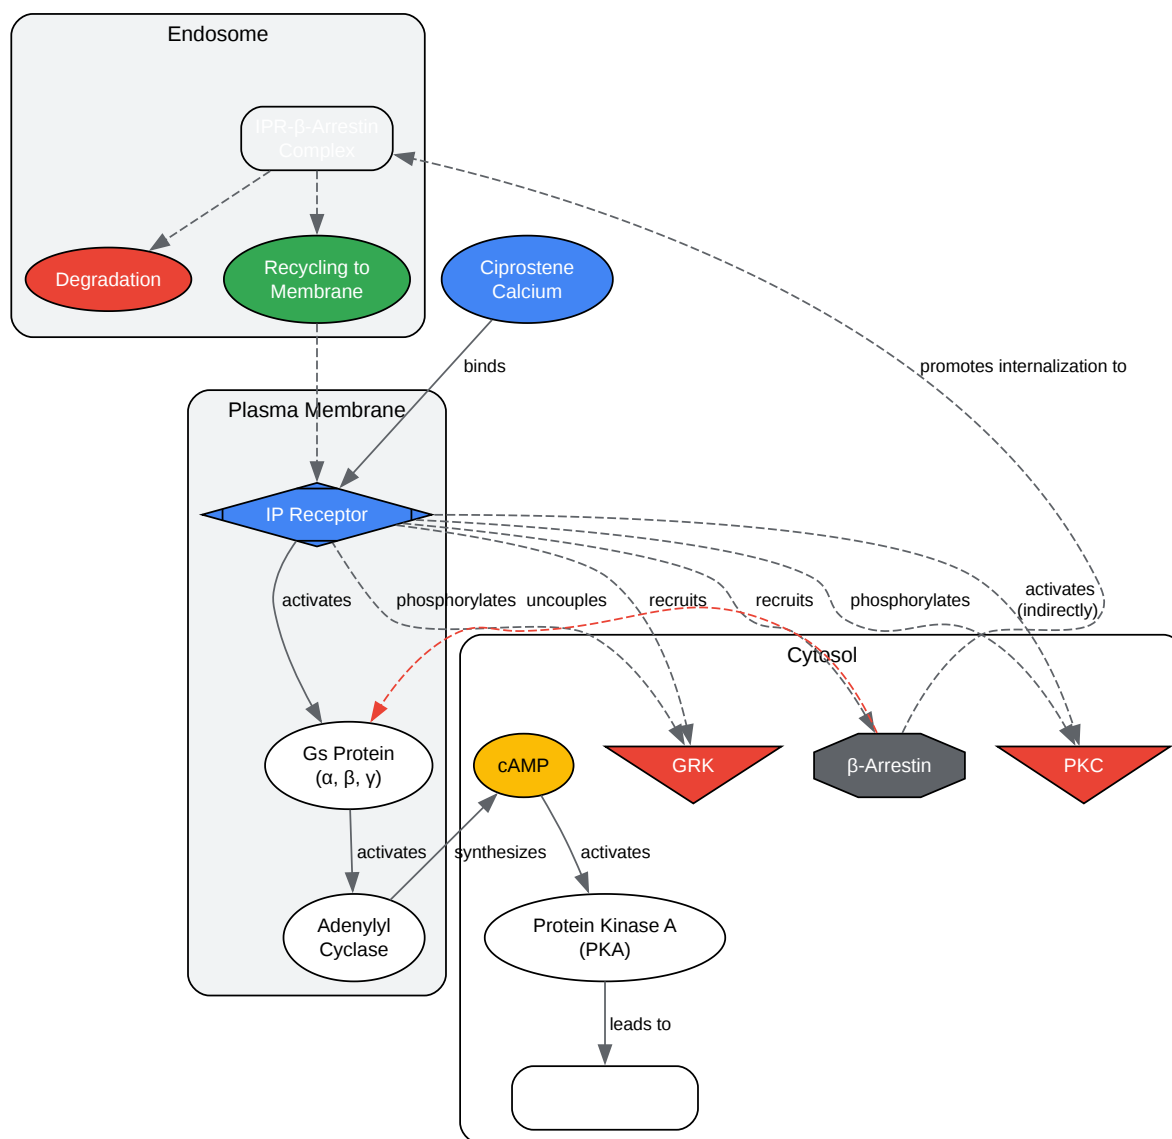 Endosome
IPR-β-Arrestin
Complex
Degradation
Recycling to
Membrane
Ciprostene
Calcium
binds
promotes internalization to
Plasma Membrane
IP Receptor
activates
phosphorylates
uncouples
recruits
recruits
phosphorylates
activates
(indirectly)
Cytosol
Gs Protein
(α, β, γ)
cAMP
GRK
β-Arrestin
PKC
activates
synthesizes
activates
Adenylyl
Cyclase
Protein Kinase A
(PKA)
leads to